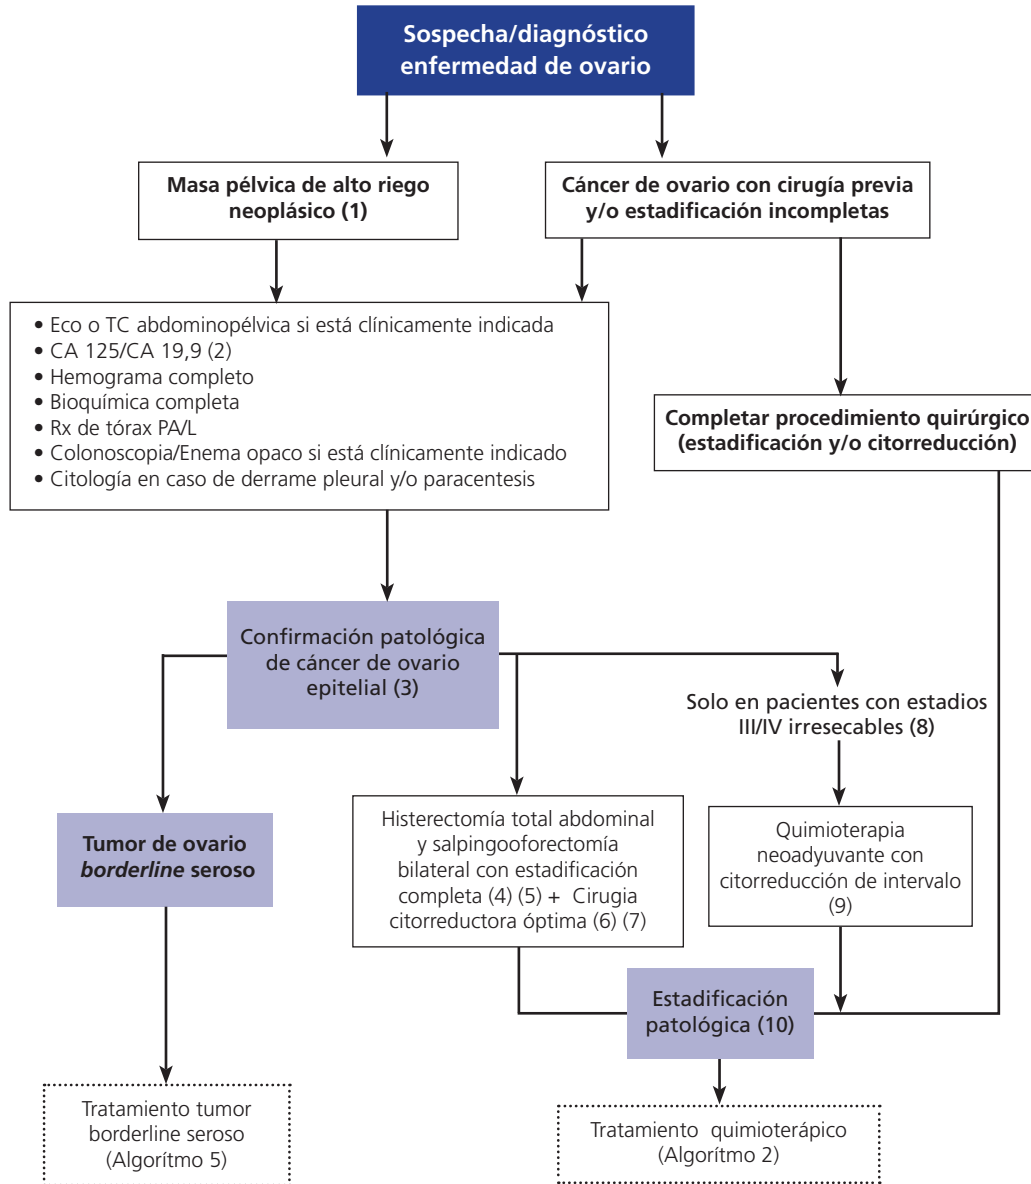 Sospecha/diagnóstico
enfermedad de ovario
Masa pélvica de alto riego
neoplásico (1)
Cáncer de ovario con cirugía previa
y/o estadificación incompletas
• Eco o TC abdominopélvica si está clínicamente indicada
• CA 125/CA 19,9 (2)
• Hemograma completo
• Bioquímica completa
• Rx de tórax PA/L
• Colonoscopia/Enema opaco si está clínicamente indicado
• Citología en caso de derrame pleural y/o paracentesis
Completar procedimiento quirúrgico
(estadificación y/o citorreducción)
Confirmación patológica
de cáncer de ovario
epitelial (3)
Solo en pacientes con estadios
III/IV irresecables (8)
Tumor de ovario
borderline seroso
Histerectomía total abdominal
y salpingooforectomía
bilateral con estadificación
completa (4) (5) + Cirugia
citorreductora óptima (6) (7)
Quimioterapia
neoadyuvante con
citorreducción de intervalo
(9)
Estadificación
patológica (10)
Tratamiento tumor
borderline seroso
(Algorítmo 5)
Tratamiento quimioterápico
(Algorítmo 2)